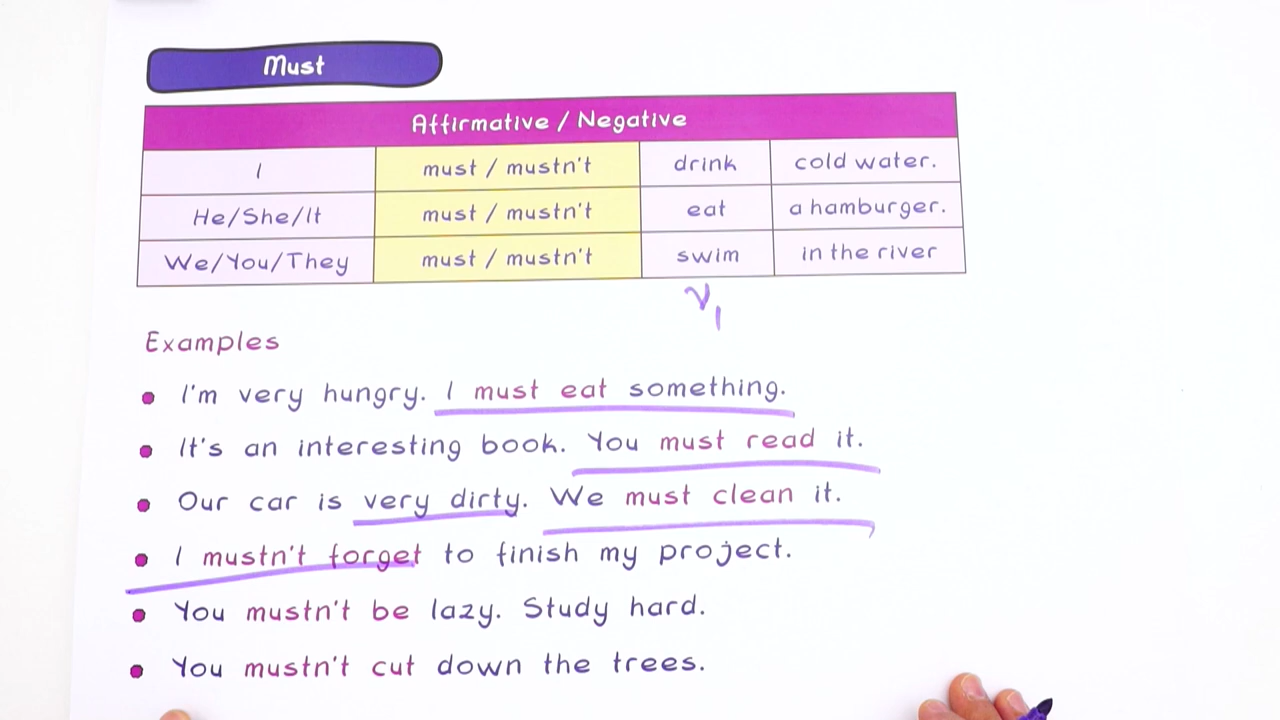 Must
Affirmative / Negative
I must / mustn't drink cold water.
He/She/It must / mustn't eat a hamburger.
We/You/They must / mustn't swim in the river
V1
Examples
I'm very hungry. I must eat something.
It's an interesting book. You must read it.
Our car is very dirty. We must clean it.
I mustn't forget to finish my project.
You mustn't be lazy. Study hard.
You mustn't cut down the trees.